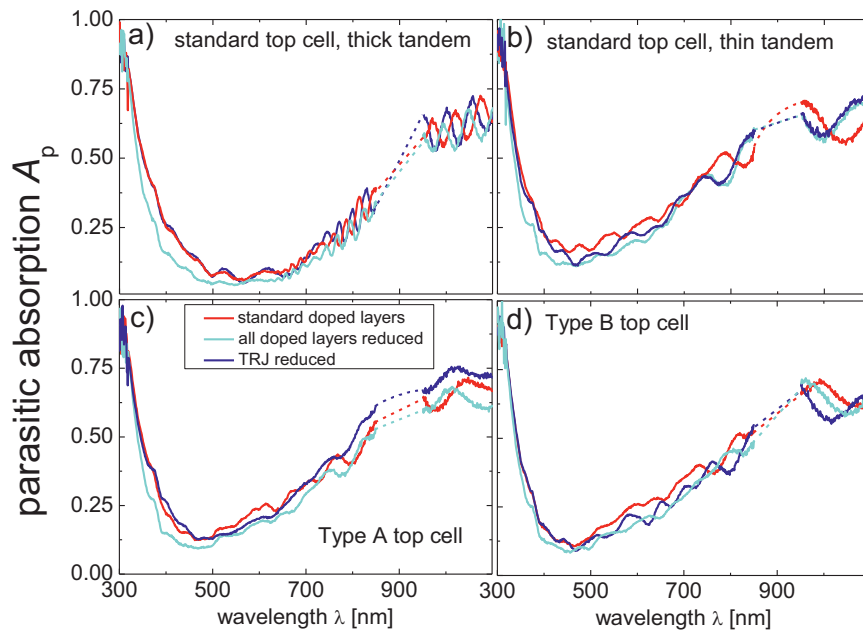 parasitic absorption Aₚ
1.00
0.75
0.50
0.25
1.00
0.75
0.50
0.25
0.00
a) standard top cell, thick tandem
b) standard top cell, thin tandem
c)
standard doped layers
all doped layers reduced
TRJ reduced
Type A top cell
d) Type B top cell
300 500 700 900 300 500 700 900
wavelength λ [nm] wavelength λ [nm]